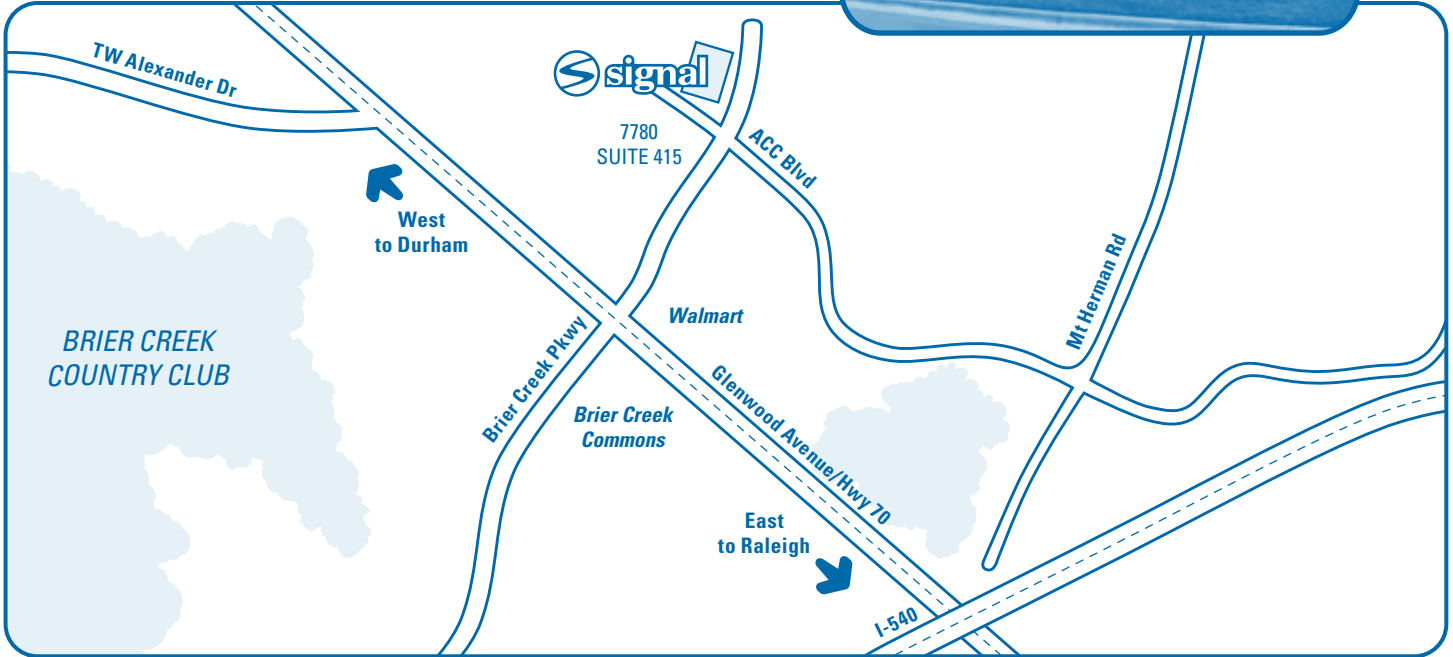 TW Alexander Dr
signal
7780
SUITE 415
ACC Blvd
West
to Durham
Mt Herman Rd
Walmart
BRIER CREEK
COUNTRY CLUB
Brier Creek Pkwy
Glenwood Avenue/Hwy 70
Brier Creek
Commons
East
to Raleigh
I-540